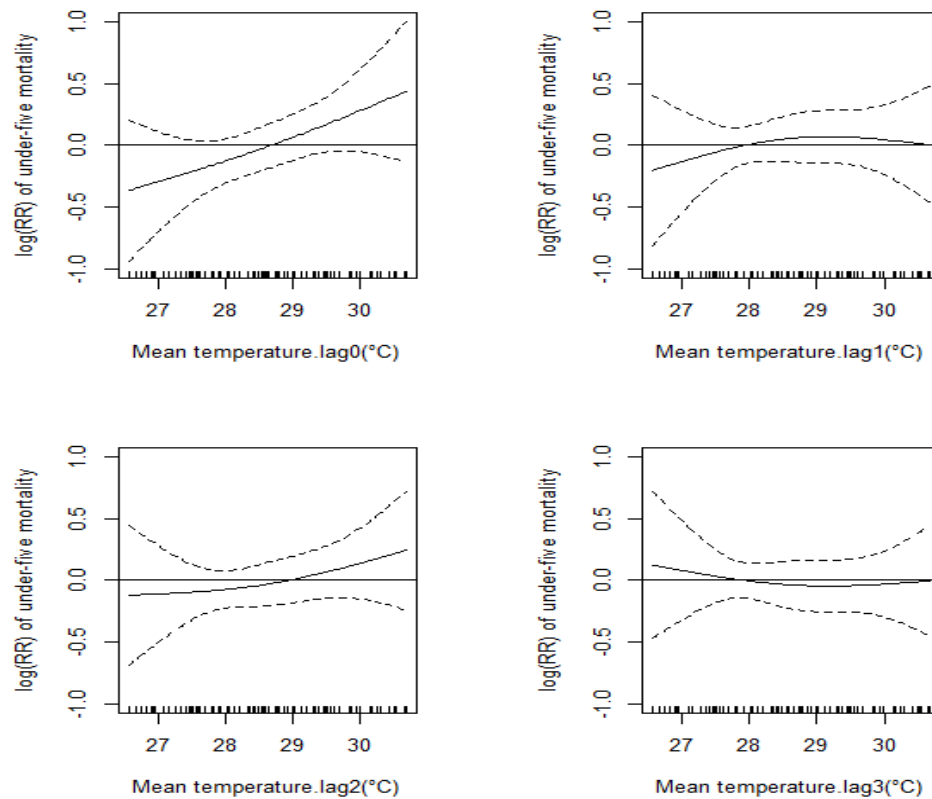 log(RR) of under-five mortality
1.0
0.5
0.0
-0.5
-1.0
27 28 29 30
Mean temperature.lag0(°C)
log(RR) of under-five mortality
1.0
0.5
0.0
-0.5
-1.0
27 28 29 30
Mean temperature.lag1(°C)
log(RR) of under-five mortality
1.0
0.5
0.0
-0.5
-1.0
27 28 29 30
Mean temperature.lag2(°C)
log(RR) of under-five mortality
1.0
0.5
0.0
-0.5
-1.0
27 28 29 30
Mean temperature.lag3(°C)